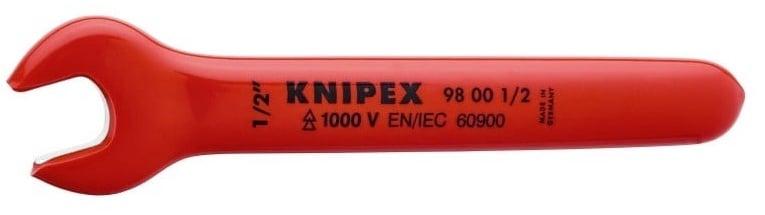 1/2"
KNIPEX 98 00 1/2
1000 V EN/IEC 60900
MADE IN
GERMANY